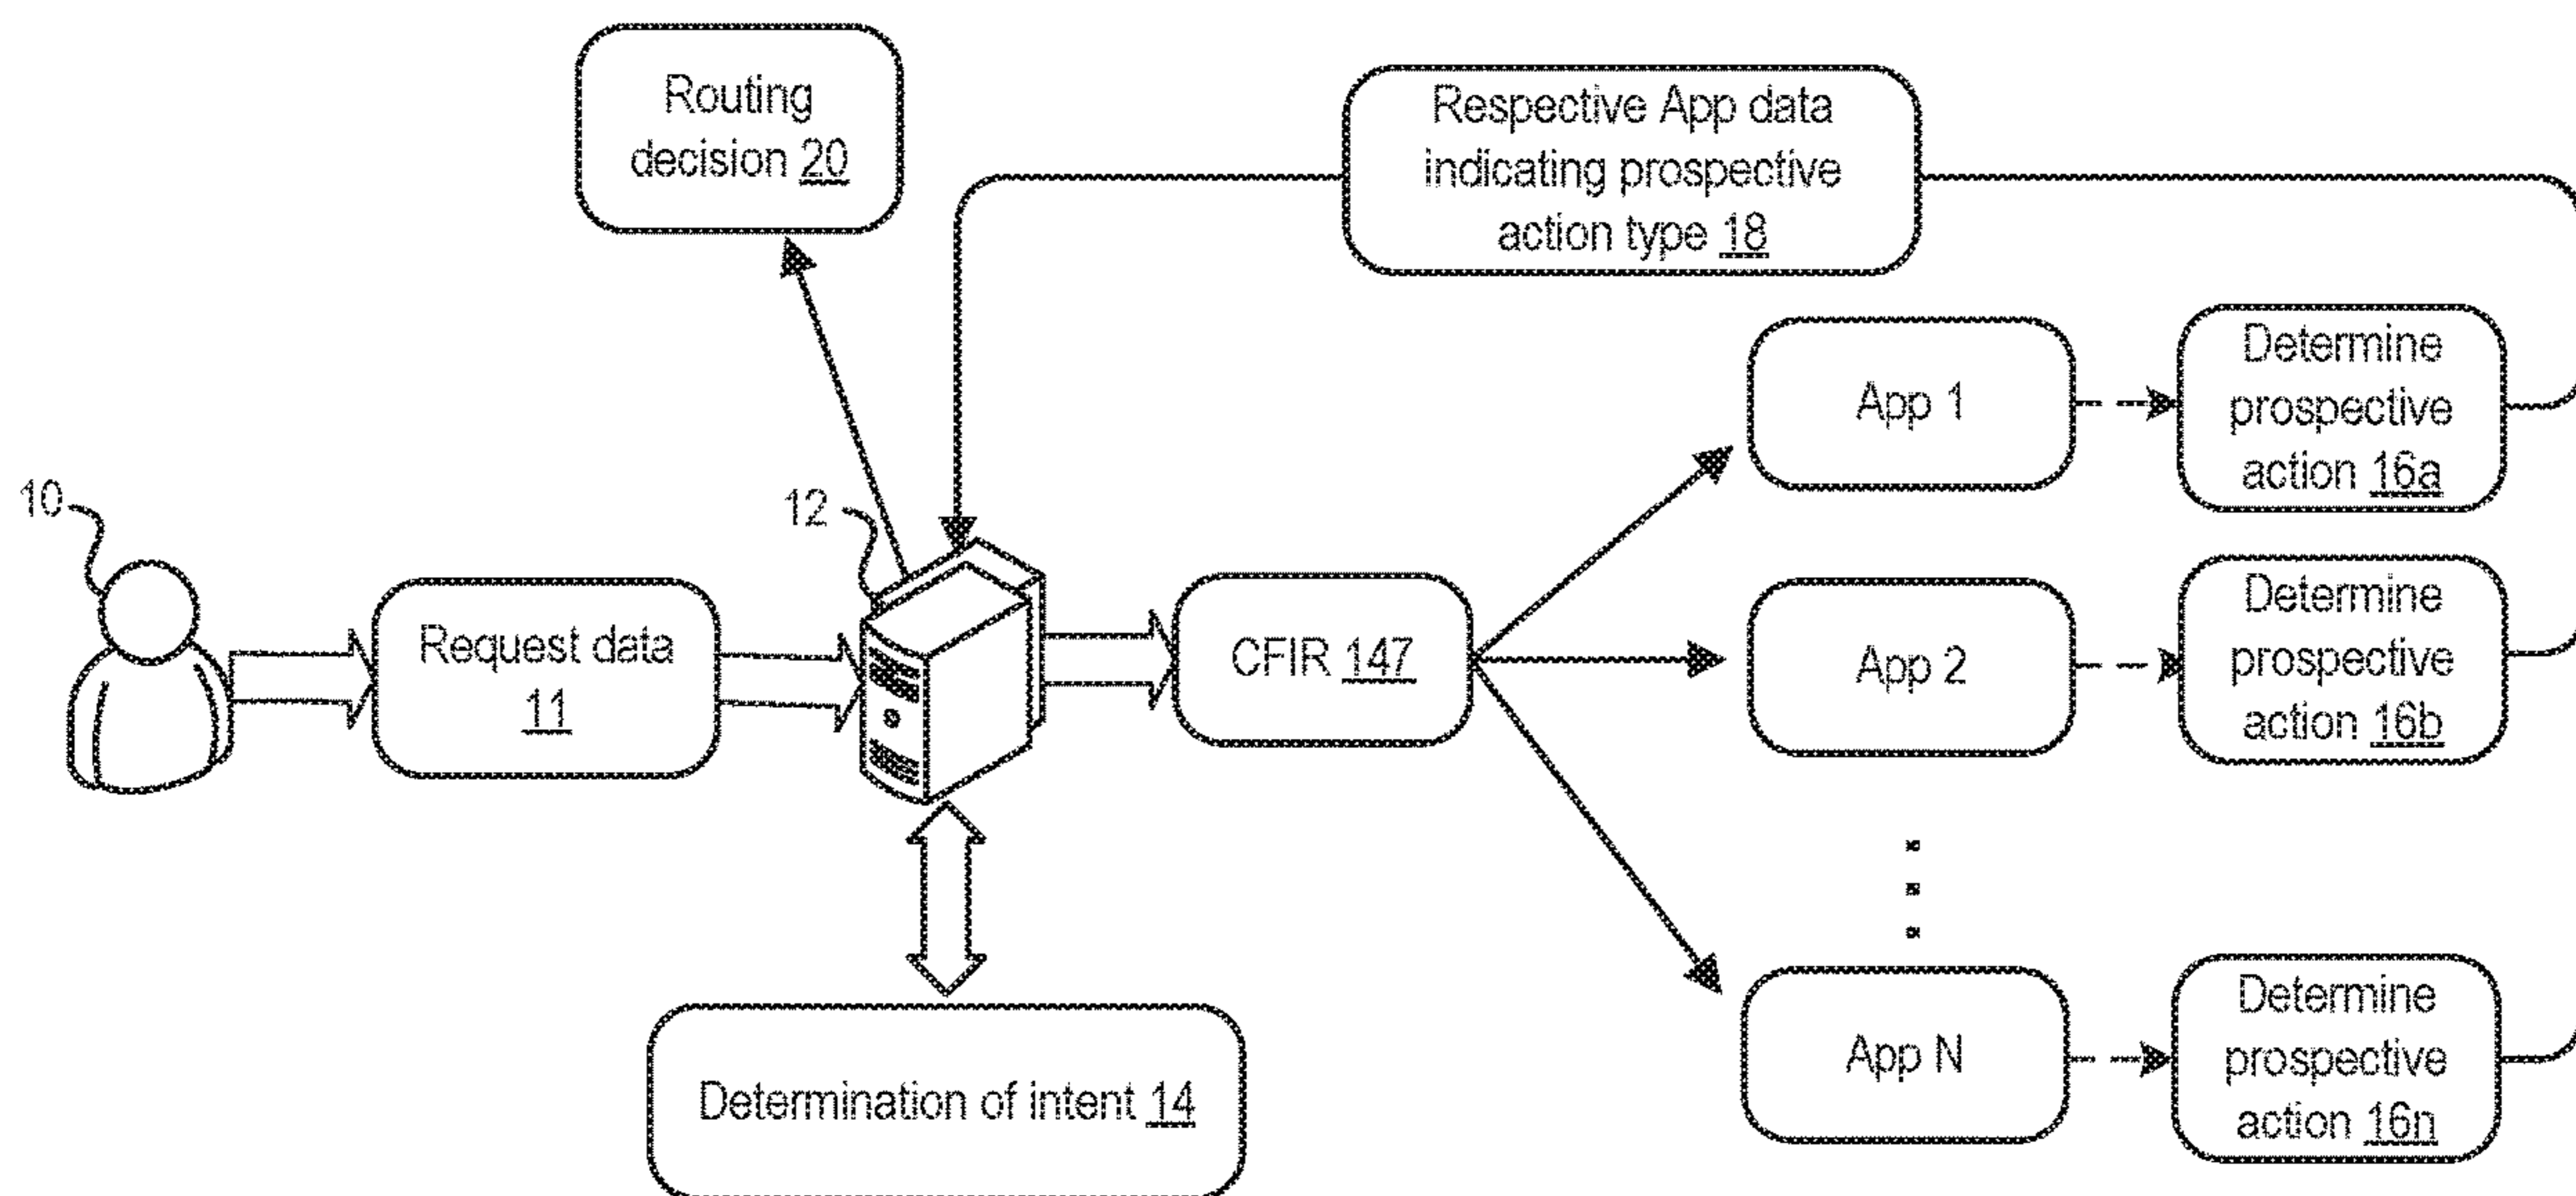 Routing
decision 20
Respective App data
indicating prospective
action type 18
App 1
Determine
prospective
action 16a
10
12
Request data
11
CFIR 147
App 2
Determine
prospective
action 16b
App N
Determine
prospective
action 16n
Determination of intent 14